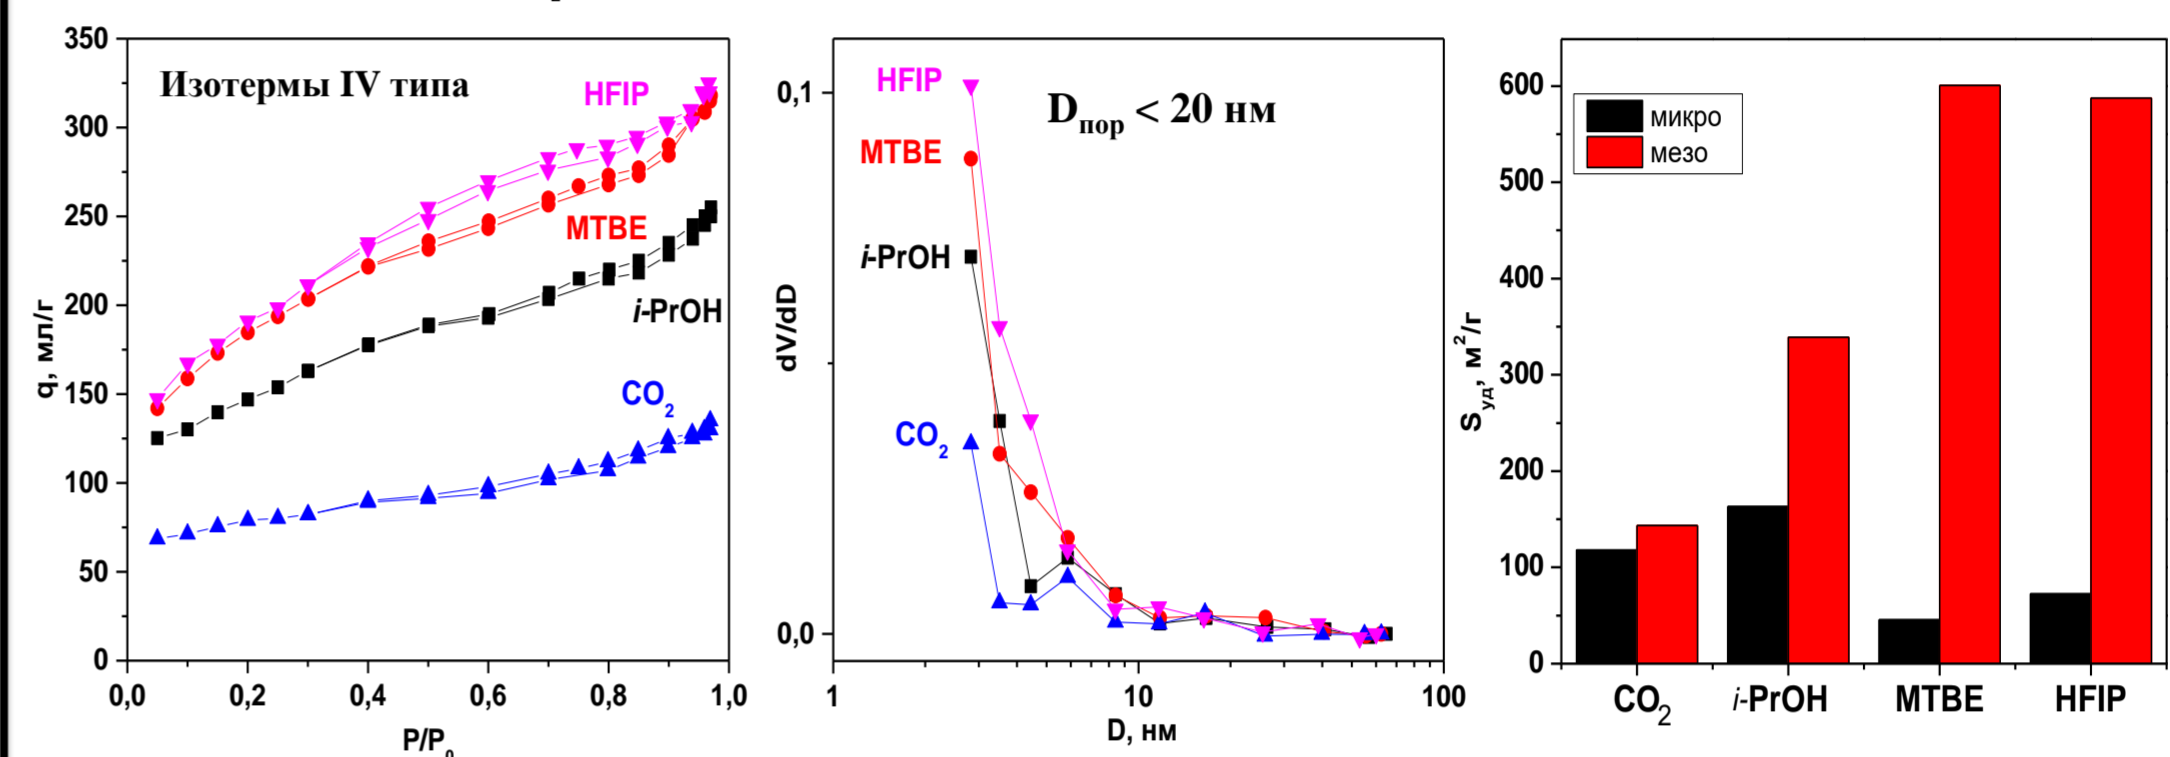 350
300
250
200
150
100
50
0
q, мл/г
Изотермы IV типа
HFIP
MTBE
i-PrOH
CO2
0,0 0,2 0,4 0,6 0,8 1,0
P/P0
0,1
0,0
dV/dD
HFIP
MTBE
i-PrOH
CO2
Dпор < 20 нм
1 10 100
D, нм
600
500
400
300
200
100
0
Sуд, м2/г
микро
мезо
CO2 i-PrOH MTBE HFIP